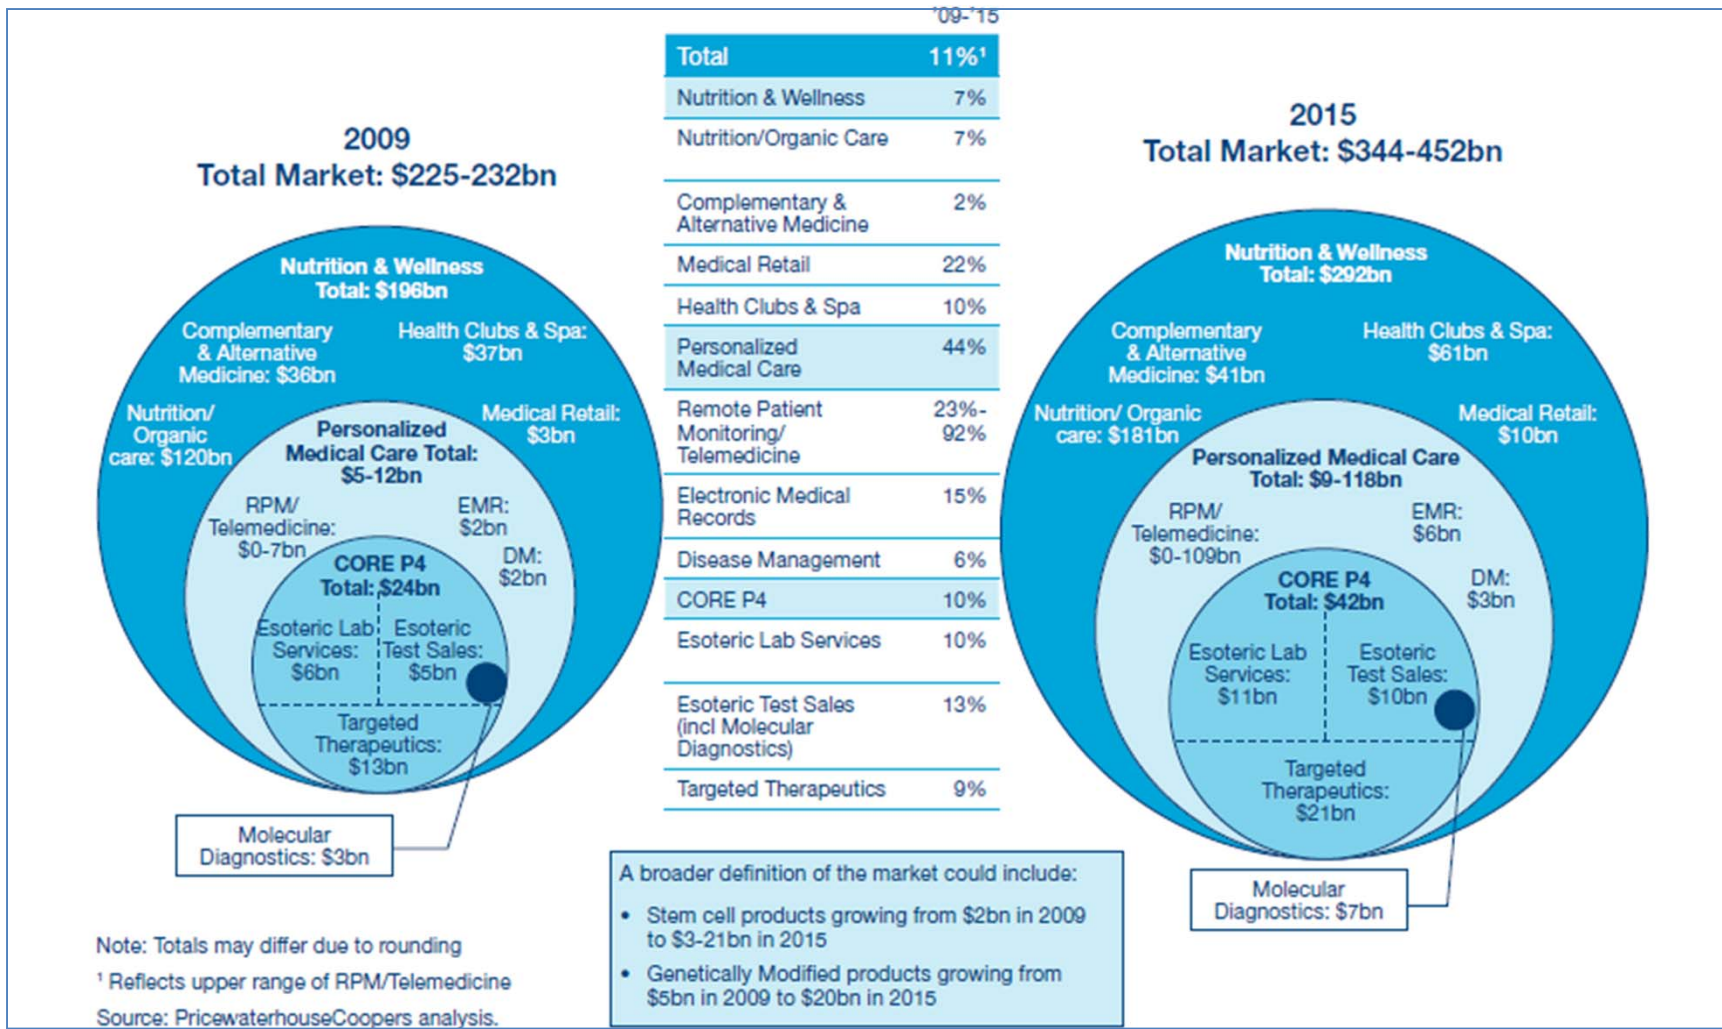 '09-'15
Total 11%¹
Nutrition & Wellness 7%
Nutrition/Organic Care 7%
Complementary & 2%
Alternative Medicine
Medical Retail 22%
Health Clubs & Spa 10%
Personalized 44%
Medical Care
Remote Patient 23%-
Monitoring/ 92%
Telemedicine
Electronic Medical 15%
Records
Disease Management 6%
CORE P4 10%
Esoteric Lab Services 10%
Esoteric Test Sales 13%
(incl Molecular
Diagnostics)
Targeted Therapeutics 9%
2009
Total Market: $225-232bn
Nutrition & Wellness
Total: $196bn
Complementary
& Alternative
Medicine: $36bn
Health Clubs & Spa:
$37bn
Nutrition/
Organic
care: $120bn
Medical Retail:
$3bn
Personalized
Medical Care Total:
$5-12bn
RPM/
Telemedicine:
$0-7bn
EMR:
$2bn
DM:
$2bn
CORE P4
Total: $24bn
Esoteric Lab
Services:
$6bn
Esoteric
Test Sales:
$5bn
Targeted
Therapeutics:
$13bn
Molecular
Diagnostics: $3bn
2015
Total Market: $344-452bn
Nutrition & Wellness
Total: $292bn
Complementary
& Alternative
Medicine: $41bn
Health Clubs & Spa:
$61bn
Nutrition/ Organic
care: $181bn
Medical Retail:
$10bn
Personalized Medical Care
Total: $9-118bn
RPM/
Telemedicine:
$0-109bn
EMR:
$6bn
DM:
$3bn
CORE P4
Total: $42bn
Esoteric Lab
Services:
$11bn
Esoteric
Test Sales:
$10bn
Targeted
Therapeutics:
$21bn
Molecular
Diagnostics: $7bn
A broader definition of the market could include:
• Stem cell products growing from $2bn in 2009
to $3-21bn in 2015
• Genetically Modified products growing from
$5bn in 2009 to $20bn in 2015
Note: Totals may differ due to rounding
¹ Reflects upper range of RPM/Telemedicine
Source: PricewaterhouseCoopers analysis.